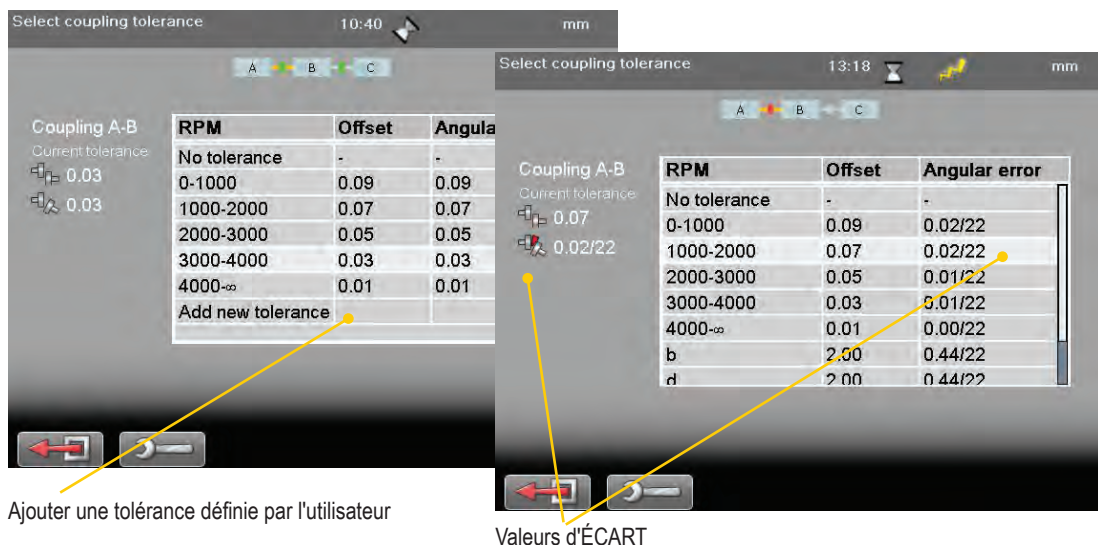 Select coupling tolerance 10:40 mm
A B C
Coupling A-B
Current tolerance
0.03
0.03
RPM Offset Angula
No tolerance - -
0-1000 0.09 0.09
1000-2000 0.07 0.07
2000-3000 0.05 0.05
3000-4000 0.03 0.03
4000-∞ 0.01 0.01
Add new tolerance
Ajouter une tolérance définie par l'utilisateur
Select coupling tolerance 13:18 mm
A B C
Coupling A-B
Current tolerance
0.07
0.02/22
RPM Offset Angular error
No tolerance - -
0-1000 0.09 0.02/22
1000-2000 0.07 0.02/22
2000-3000 0.05 0.01/22
3000-4000 0.03 0.01/22
4000-∞ 0.01 0.00/22
b 2.00 0.44/22
d 2.00 0.44/22
Valeurs d'ÉCART